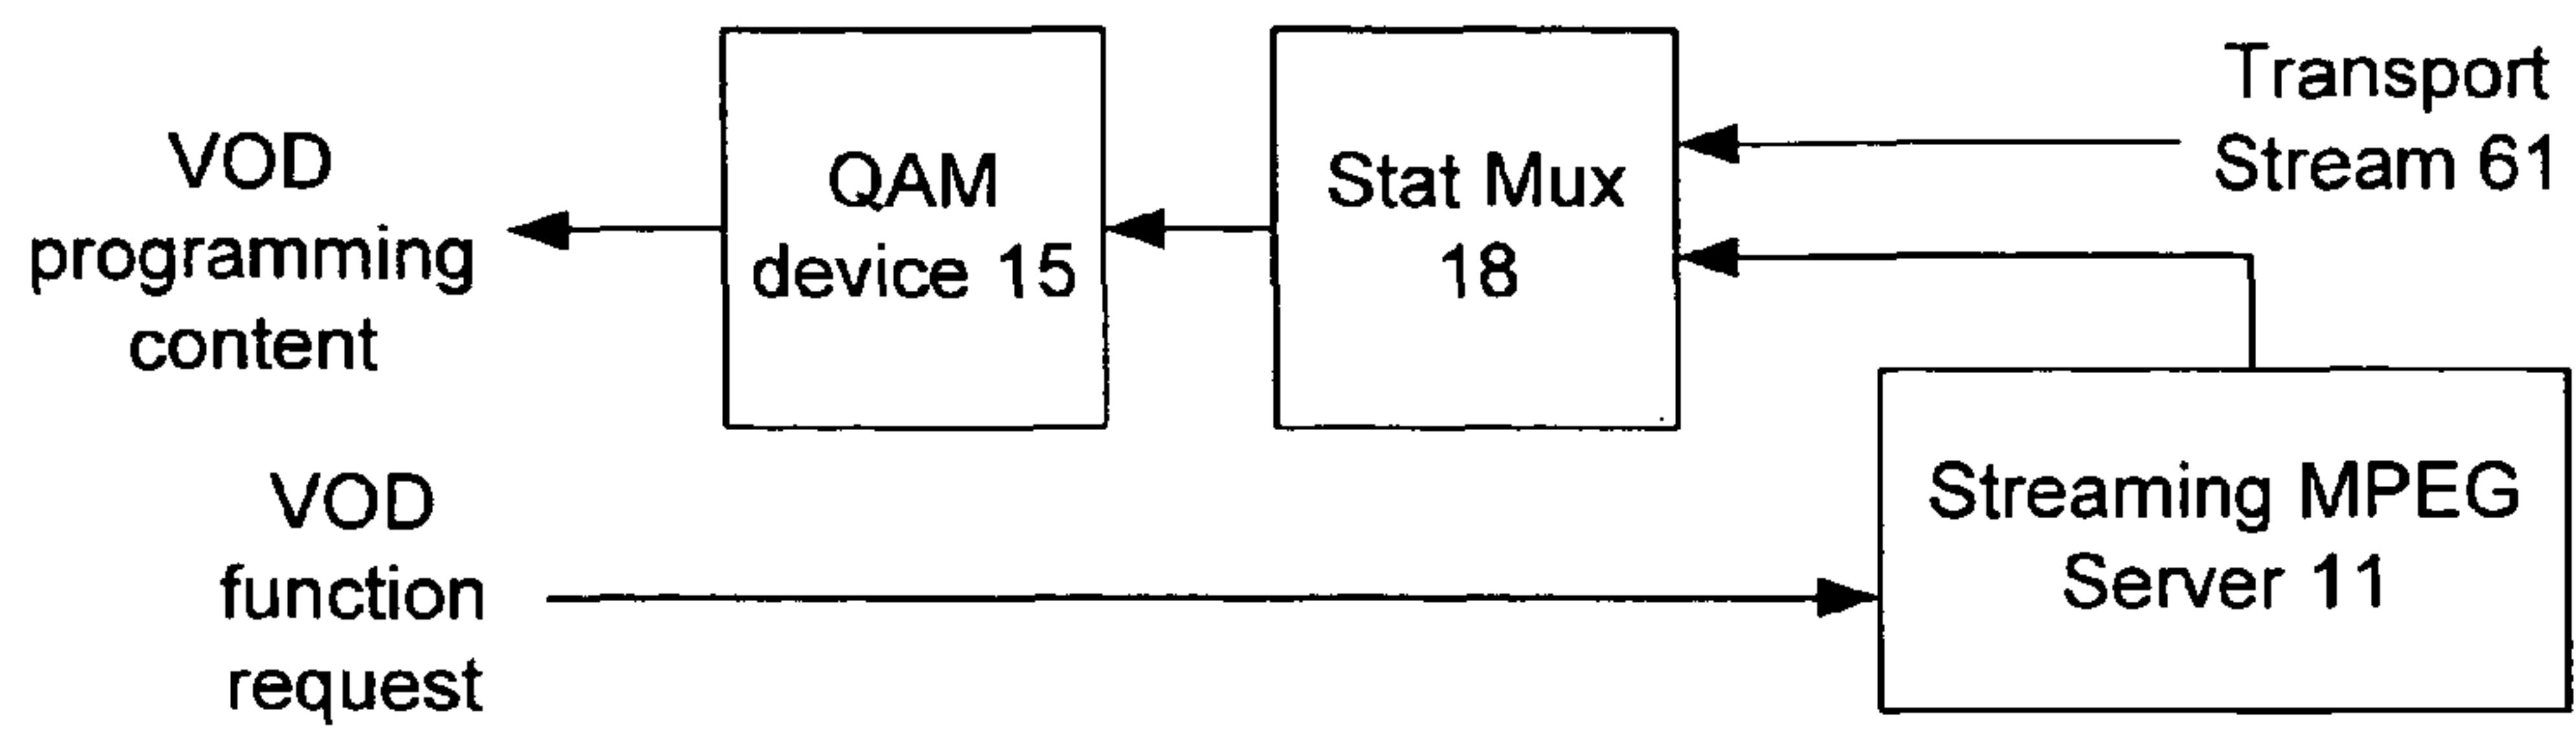 VOD
programming
content
QAM
device 15
Stat Mux
18
Transport
Stream 61
VOD
function
request
Streaming MPEG
Server 11